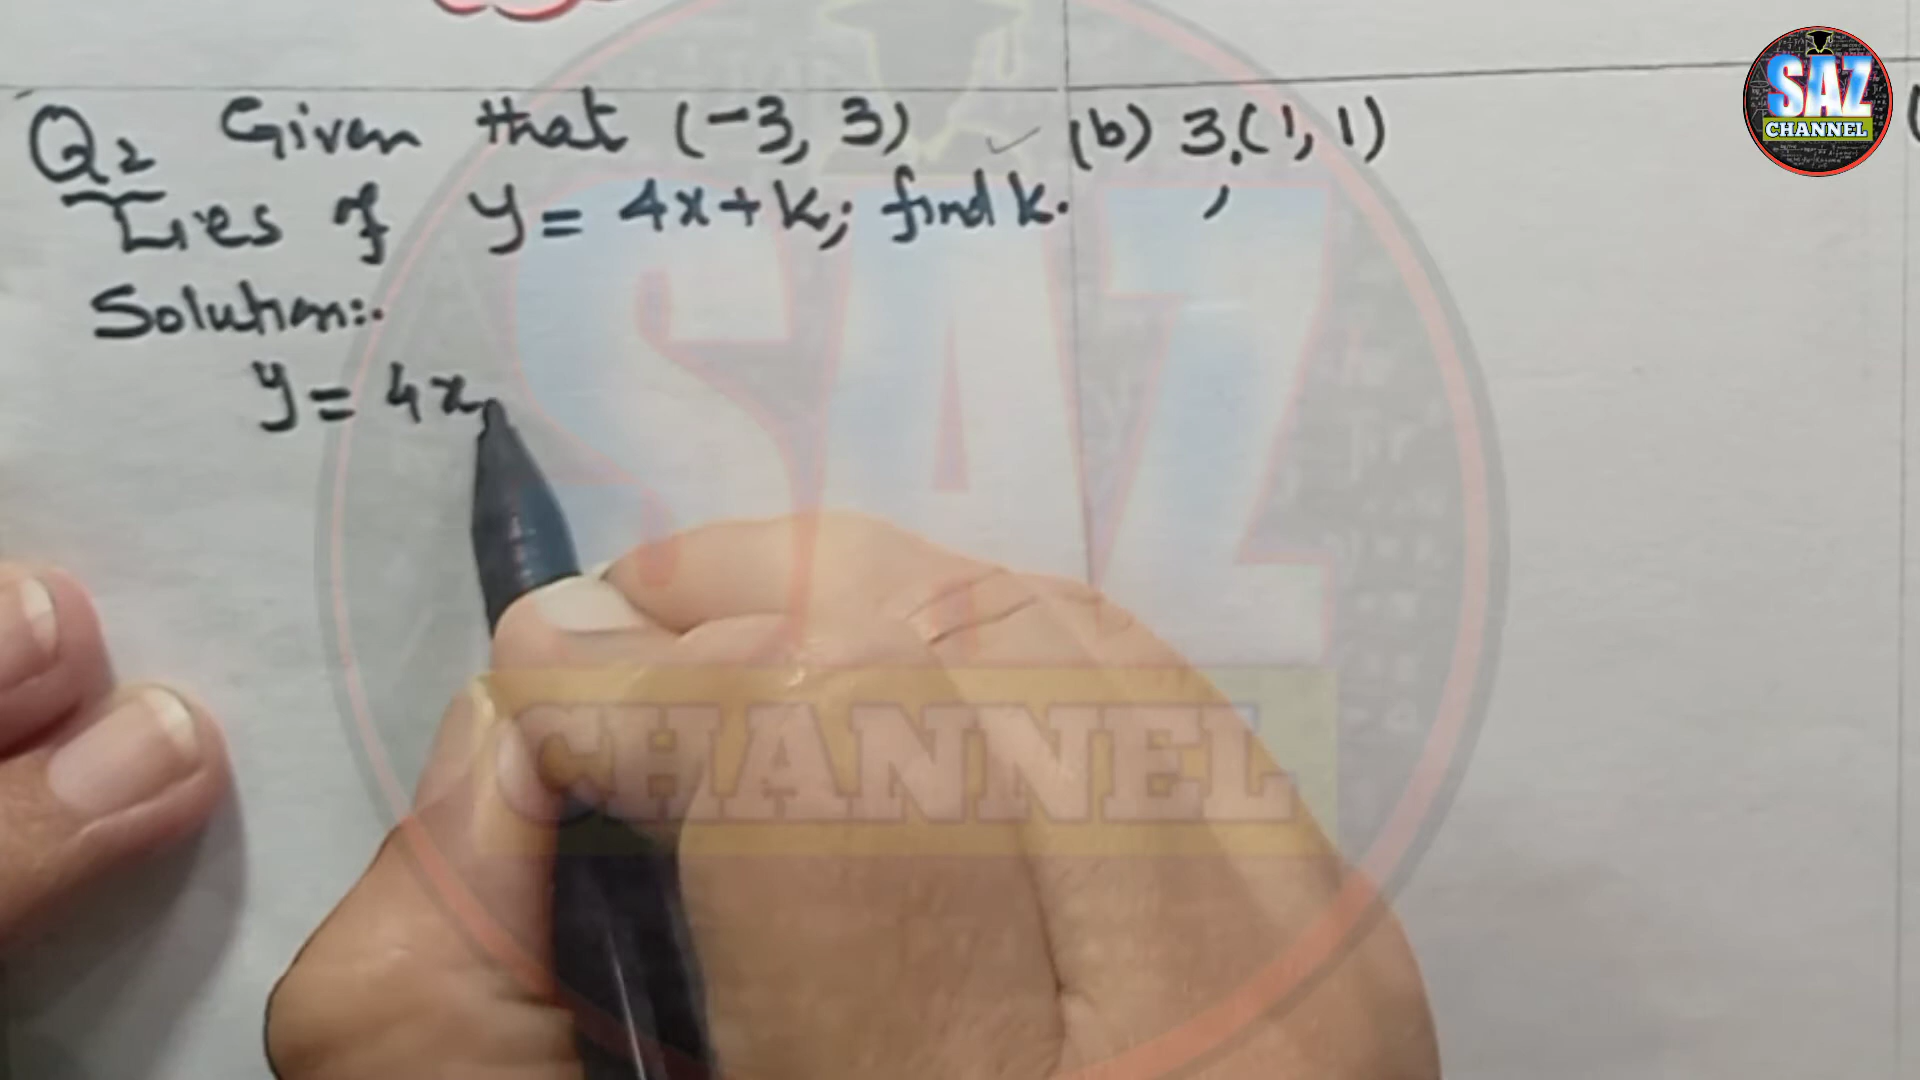 Q2 Given that (-3, 3)
Lies of y = 4x + k; find k.
Solution:.
y = 4x
(b) 3, (1, 1)
,
SAZ
CHANNEL
SAZ
CHANNEL